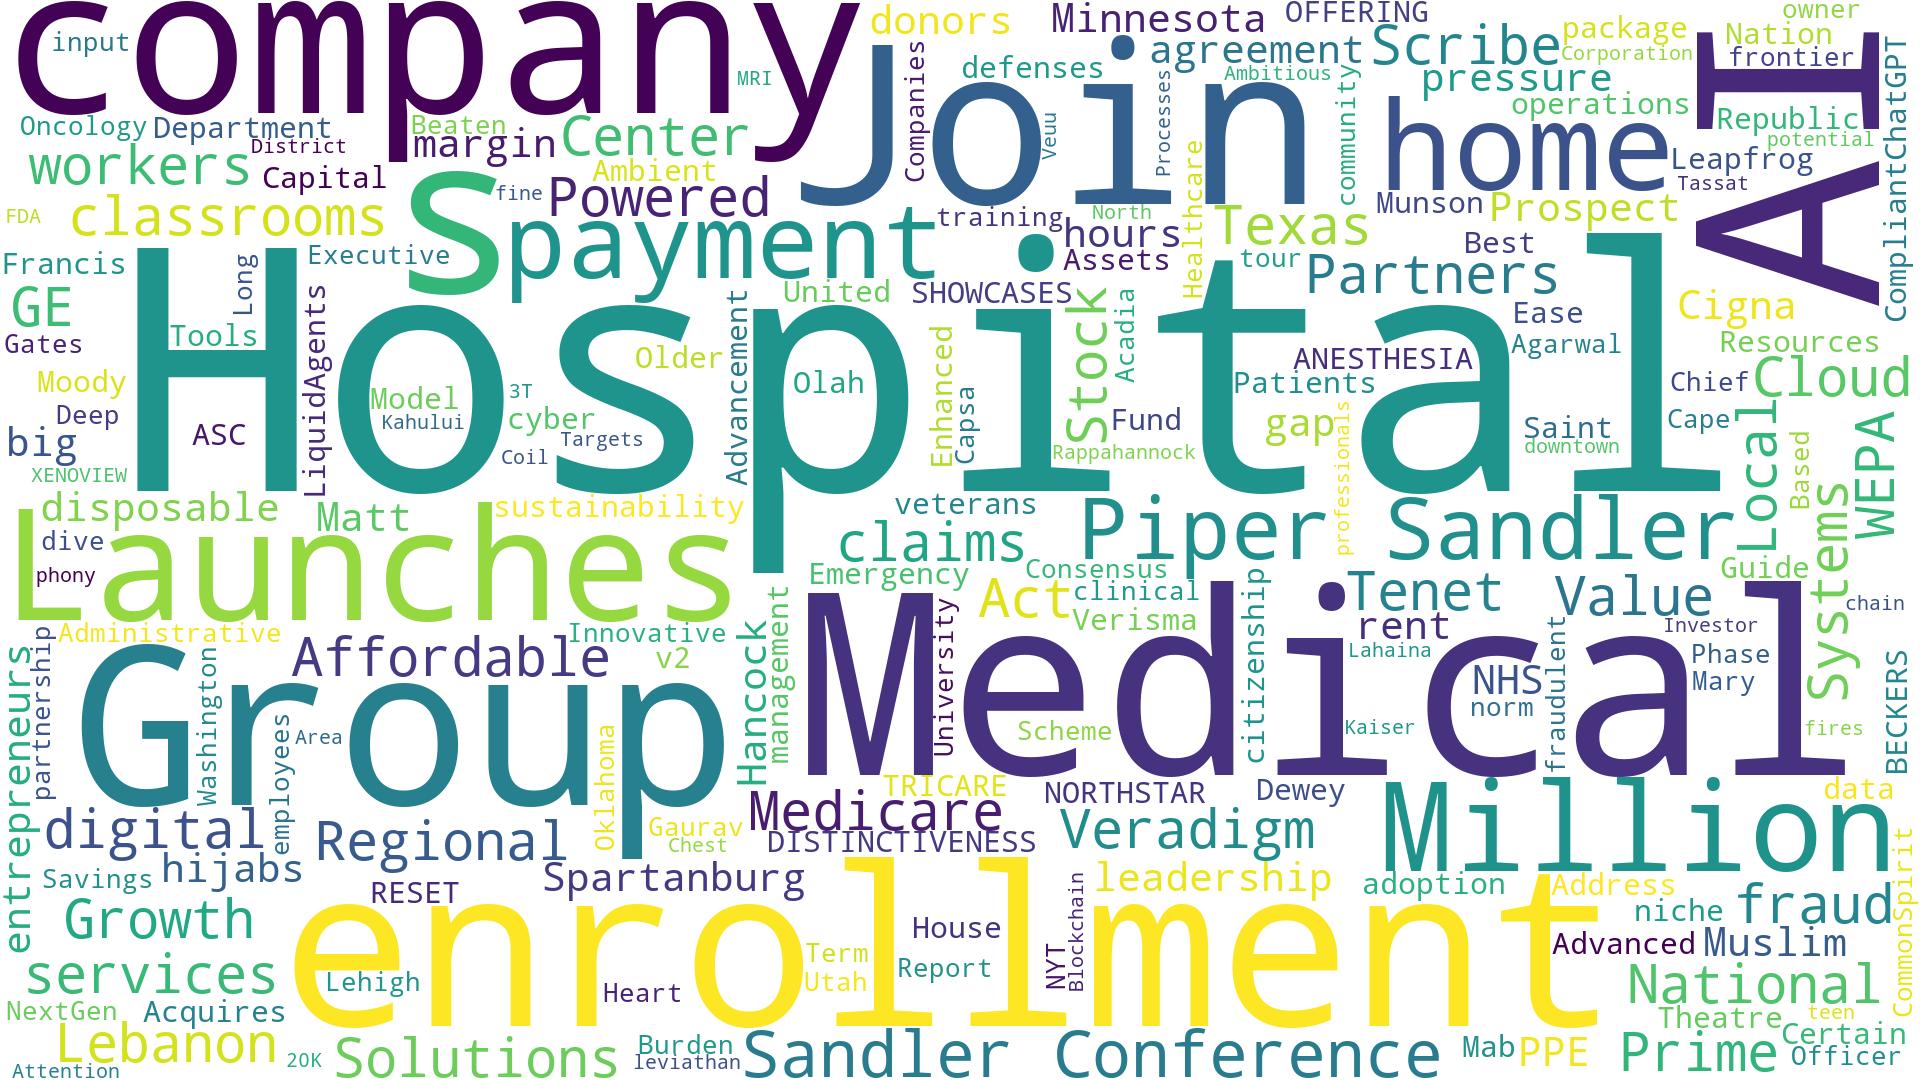 company
input
MRI
donors
Minnesota
OFFERING
owner
package
Nation
Corporation
frontier
Join
Companies
defenses
agreement
Ambitious
Scribe
pressure
operations
AI
Republic
potential
CompliantChatGPT
Oncology
Department
District
Beaten
margin
Center
Veuu
Processes
community
home
Leapfrog
Tassat
workers
Capital
Ambient
fine
Powered
Healthcare
Munson
Prospect
FDA
classrooms
S
payment
training
North
hours
Assets
Texas
tour
Best
Partners
Francis
Long
Executive
United
SHOWCASES
Cigna
GE
Gates
Tools
LiquidAgents
Hospital
Advancement
Older
Olah
Enhanced
Capsa
Stock
Acadia
ANESTHESIA
Patients
Ease
Agarwal
Resources
Chief
Cloud
Moody
Deep
big
XENOVIEW
ASC
Model
Kahului
3T
cyber
Coil
Targets
Fund
Rappahannock
gap
professionals
Saint
downtown
Cape
Local
Based
WEPA
Systems
disposable
Matt
sustainability
veterans
dive
phony
Launches
claims
Piper Sandler
Emergency
Consensus
Guide
Act
clinical
Verisma
citizenship
Tenet
Value
chain
rent
Investor
Administrative
Innovative
Affordable
v2
Hancock
management
University
Medical
Scheme
Lahaina
Kaiser
NHS
norm
fraudulent
Phase
Mary
fires
BECKERS
entrepreneurs
partnership
Washington
employees
Area
Group
Oklahoma
TRICARE
NORTHSTAR
Dewey
Million
data
digital
Regional
Gaurav
Chest
Medicare
DISTINCTIVENESS
Veradigm
Savings
hijabs
RESET
Spartanburg
leadership
adoption
Address
CommonSpirit
Growth
enrollment
House
NYT
Blockchain
niche
fraud
Advanced
Muslim
services
Lehigh
Heart
Term
Utah
Report
National
NextGen
Acquires
Theatre
teen
Certain
Lebanon
2OK
Solutions
Burden
leviathan
Sandler Conference
Mab
PPE
Prime
Officer
Attention